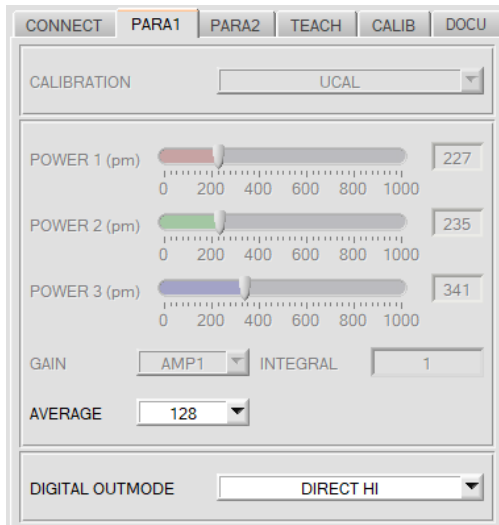 CONNECT PARA1 PARA2 TEACH CALIB DOCU
CALIBRATION UCAL
POWER 1 (pm) 227
0 200 400 600 800 1000
POWER 2 (pm) 235
0 200 400 600 800 1000
POWER 3 (pm) 341
0 200 400 600 800 1000
GAIN AMP1 INTEGRAL 1
AVERAGE 128
DIGITAL OUTMODE DIRECT HI